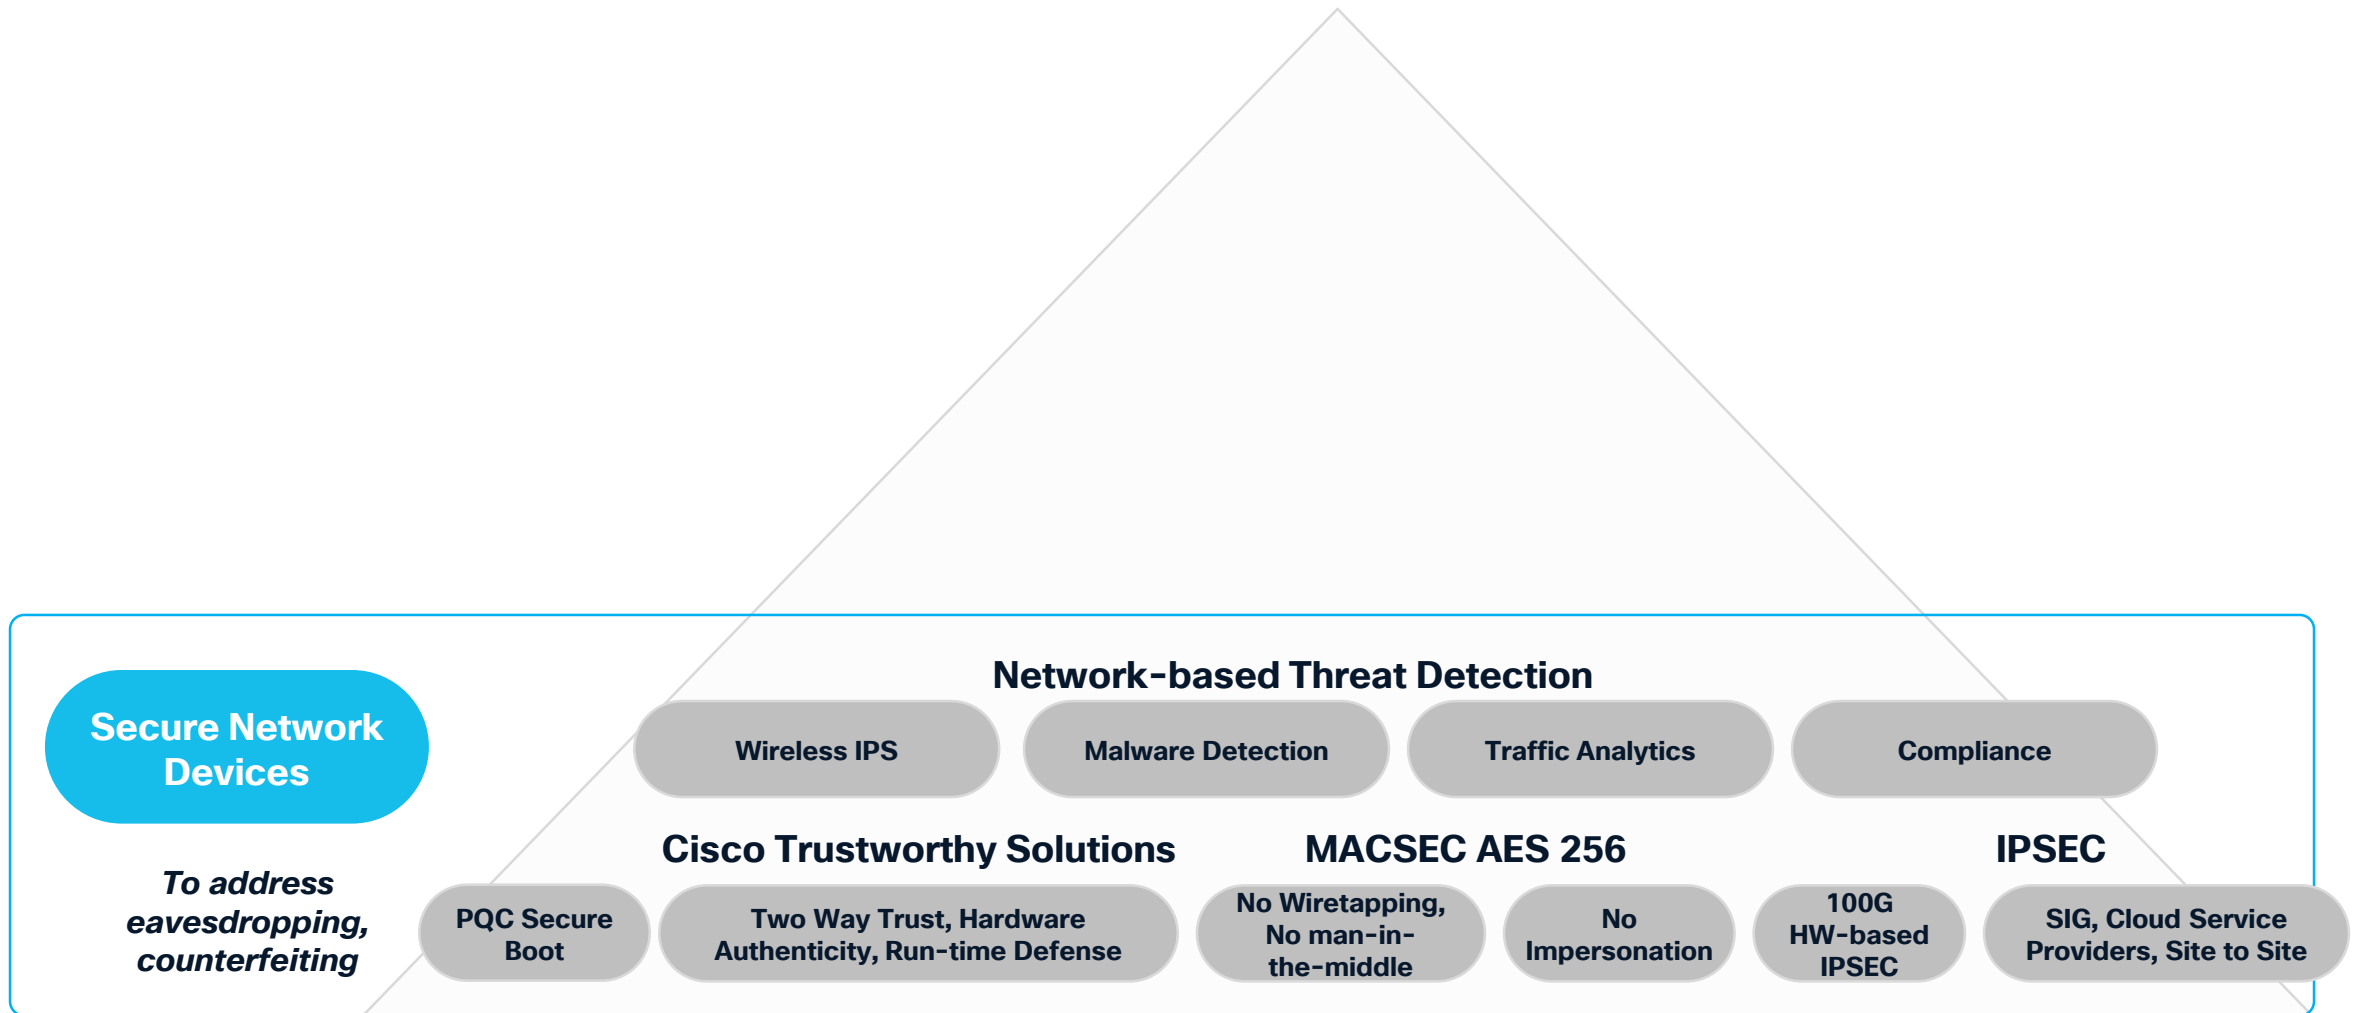 Secure Network
Devices
To address
eavesdropping,
counterfeiting
Network-based Threat Detection
Wireless IPS
Malware Detection
Traffic Analytics
Compliance
Cisco Trustworthy Solutions
PQC Secure
Boot
Two Way Trust, Hardware
Authenticity, Run-time Defense
MACSEC AES 256
No Wiretapping,
No man-in-
the-middle
No
Impersonation
IPSEC
100G
HW-based
IPSEC
SIG, Cloud Service
Providers, Site to Site